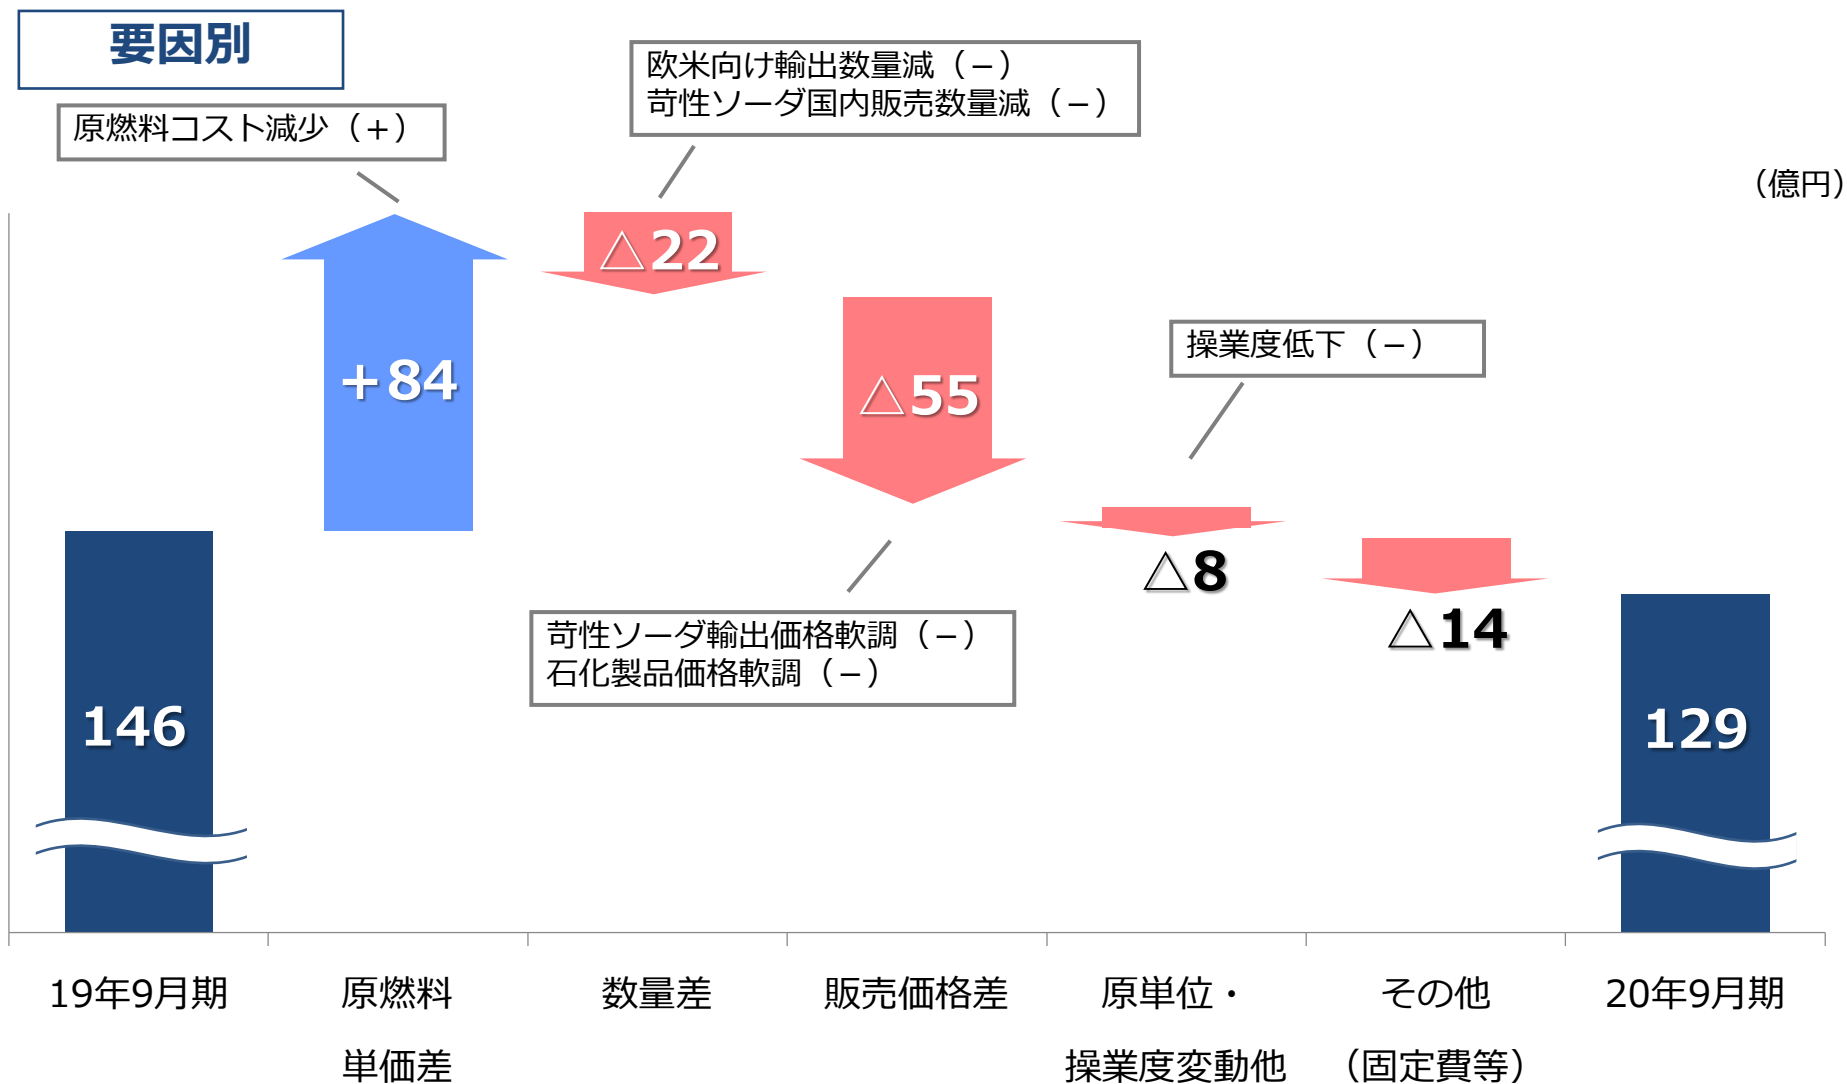 要因別
原燃料コスト減少（＋）
欧米向け輸出数量減（－）
苛性ソーダ国内販売数量減（－）
（億円）
＋84
△22
△55
操業度低下（－）
△8
△14
苛性ソーダ輸出価格軟調（－）
石化製品価格軟調（－）
146
129
19年9月期
原燃料
単価差
数量差
販売価格差
原単位・
操業度変動他
その他
（固定費等）
20年9月期